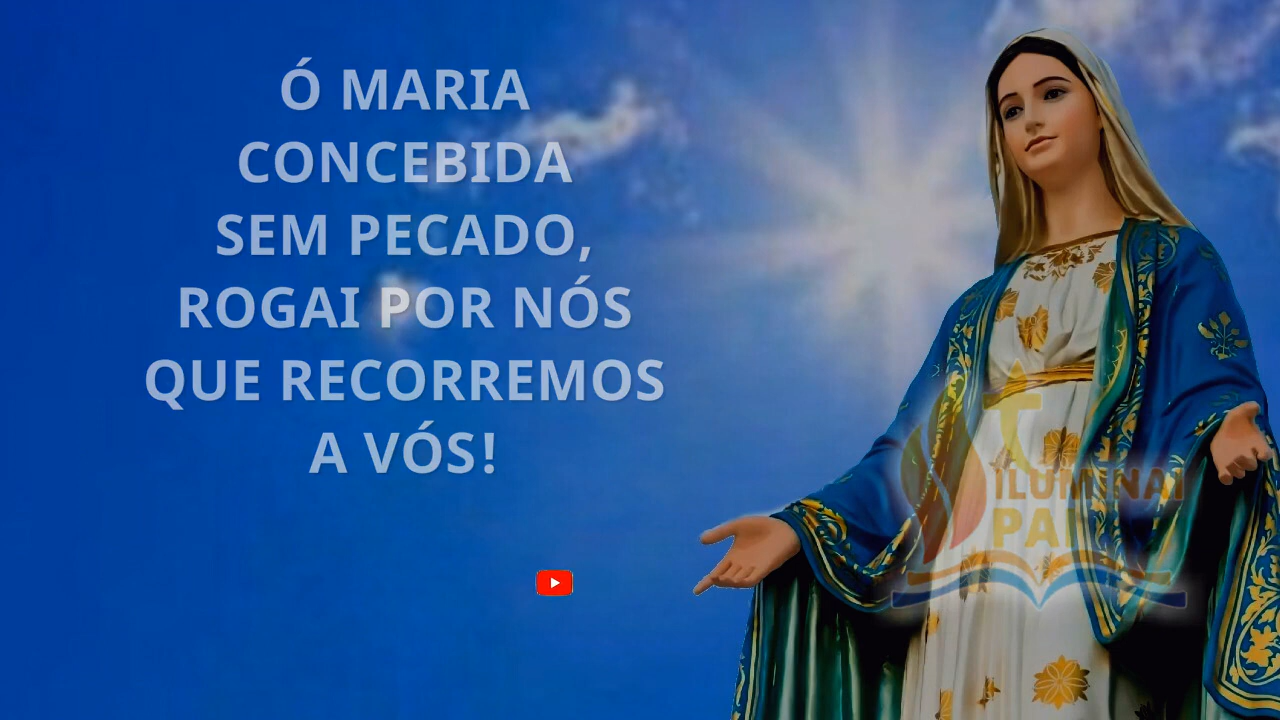 Ó MARIA
CONCEBIDA
SEM PECADO,
ROGAI POR NÓS
QUE RECORREMOS
A VÓS!
ILUMINAI
PAI